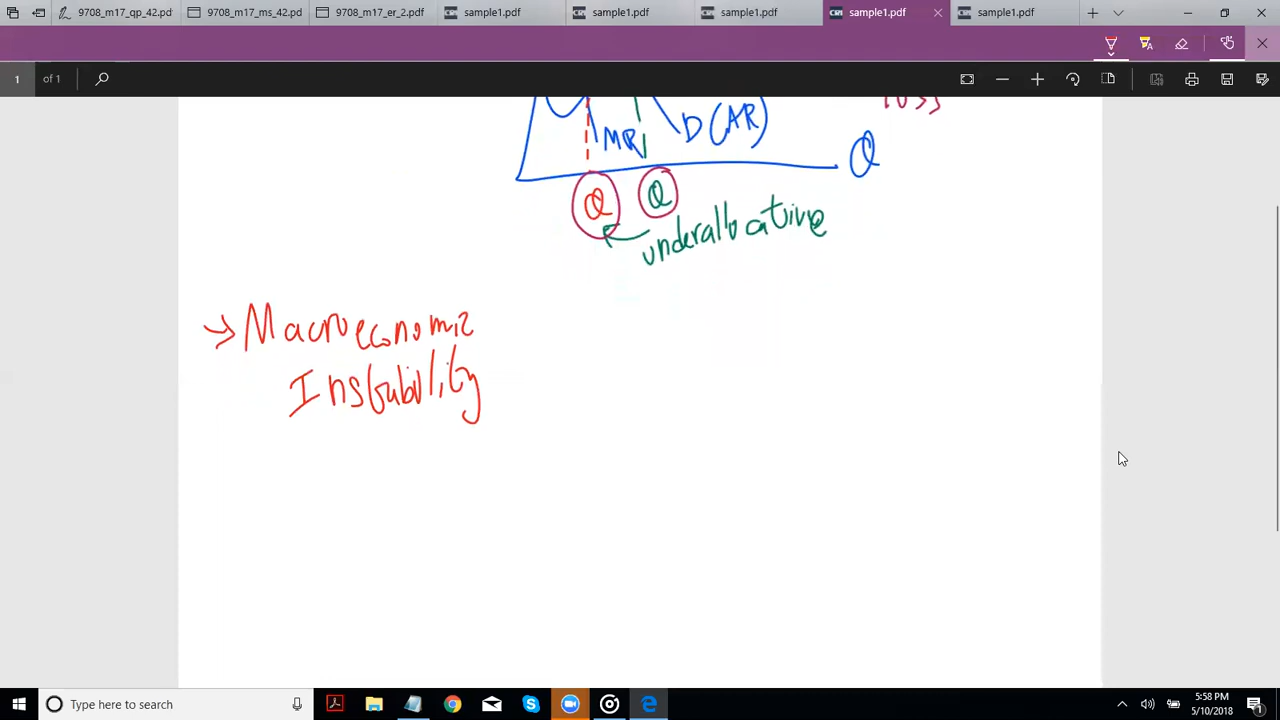 9708_m17_qp_42.pdf 9708_m17_ms_42.pdf 9708_m17_er_2.pdf sample1.pdf sample1.pdf sample1.pdf sample1.pdf sample1.pdf
1 of 1
loss
MR D(AR) Q
Q Q
underallocative
→ Macroeconomic
Instability
Type here to search
5:58 PM
5/10/2018